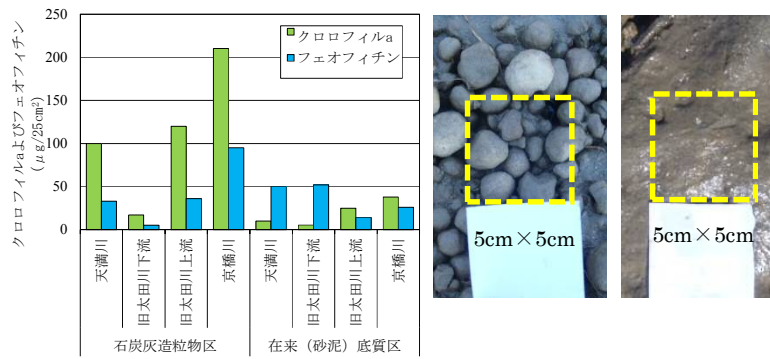 クロロフィルaおよびフェオフィチン
(μg/25cm²)
250
200
150
100
50
0
クロロフィルa
フェオフィチン
天満川
旧太田川下流
旧太田川上流
京橋川
天満川
旧太田川下流
旧太田川上流
京橋川
石炭灰造粒物区
在来（砂泥）底質区
5cm×5cm
5cm×5cm